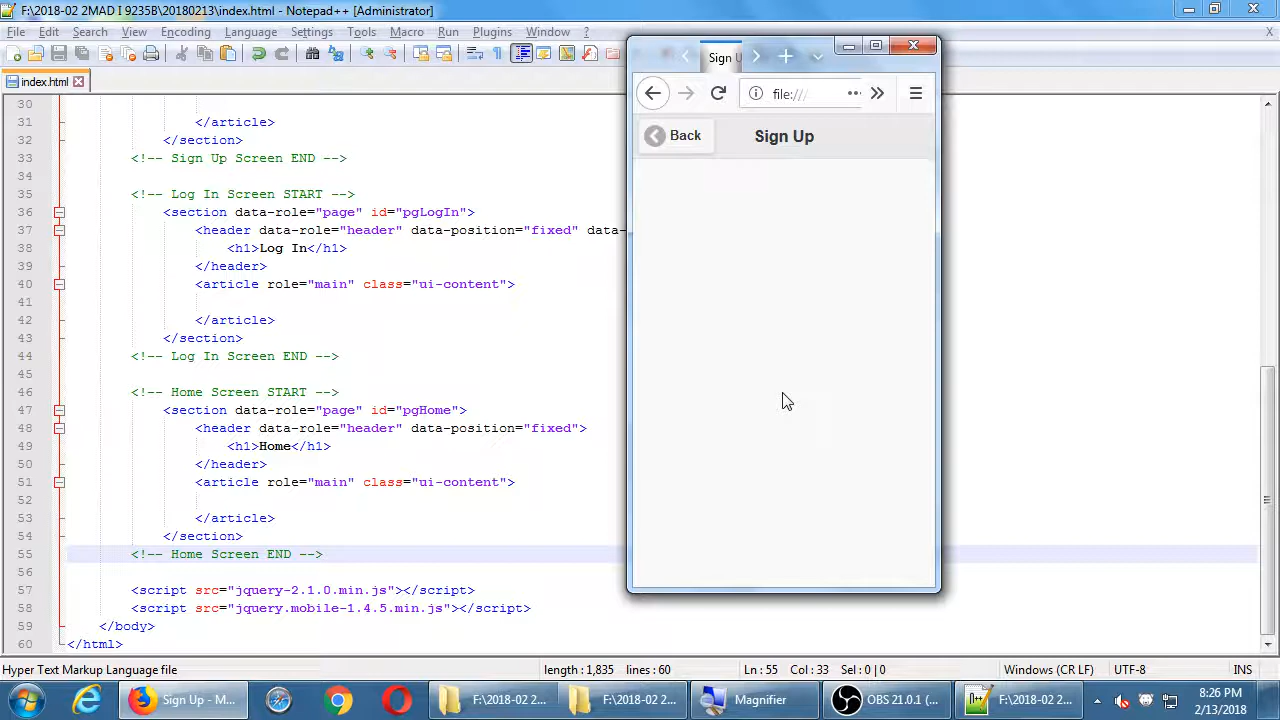 F:\2018-02 2MAD I 9235B\20180213\index.html - Notepad++ [Administrator]
File Edit Search View Encoding Language Settings Tools Macro Run Plugins Window ? X
index.html
30
31 </article>
32 </section>
33 <!-- Sign Up Screen END -->
34
35 <!-- Log In Screen START -->
36 <section data-role="page" id="pgLogIn">
37 <header data-role="header" data-position="fixed" data-
38 <h1>Log In</h1>
39 </header>
40 <article role="main" class="ui-content">
41
42 </article>
43 </section>
44 <!-- Log In Screen END -->
45
46 <!-- Home Screen START -->
47 <section data-role="page" id="pgHome">
48 <header data-role="header" data-position="fixed">
49 <h1>Home</h1>
50 </header>
51 <article role="main" class="ui-content">
52
53 </article>
54 </section>
55 <!-- Home Screen END -->
56
57 <script src="jquery-2.1.0.min.js"></script>
58 <script src="jquery.mobile-1.4.5.min.js"></script>
59 </body>
60 </html>
Sign U
file:///
Back Sign Up
Hyper Text Markup Language file length : 1,835 lines : 60 Ln : 55 Col : 33 Sel : 0 | 0 Windows (CR LF) UTF-8 INS
Sign Up - M... F:\2018-02 2... F:\2018-02 2... Magnifier OBS 21.0.1 (... F:\2018-02 2... 8:26 PM
2/13/2018